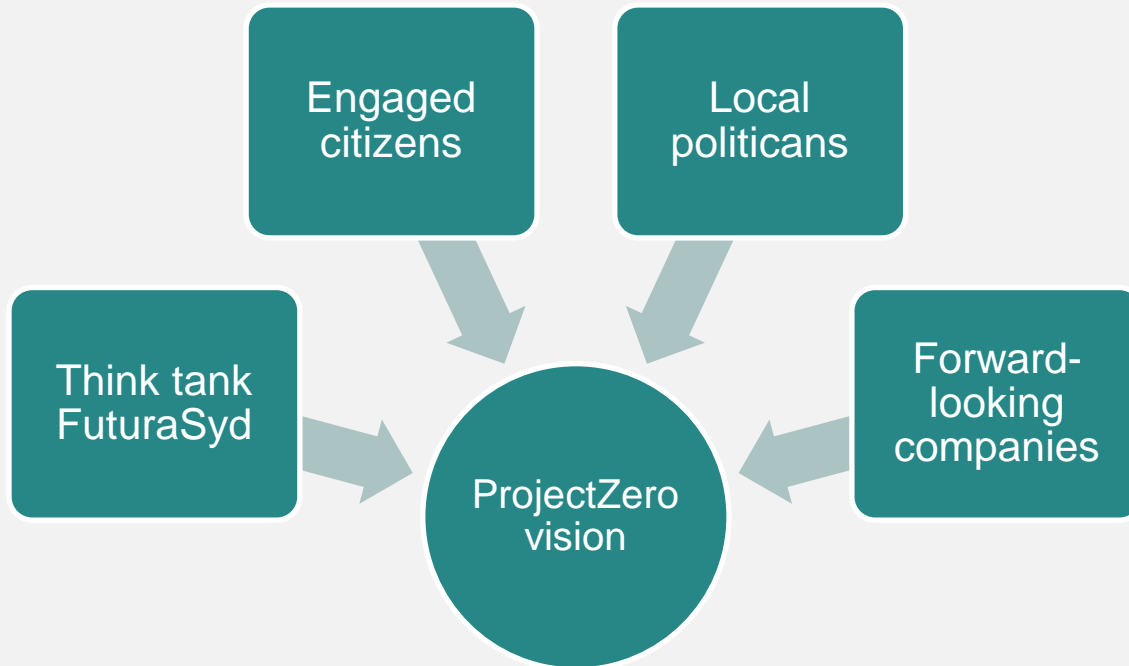 Engaged
citizens
Local
politicans
Think tank
FuturaSyd
Forward-
looking
companies
ProjectZero
vision